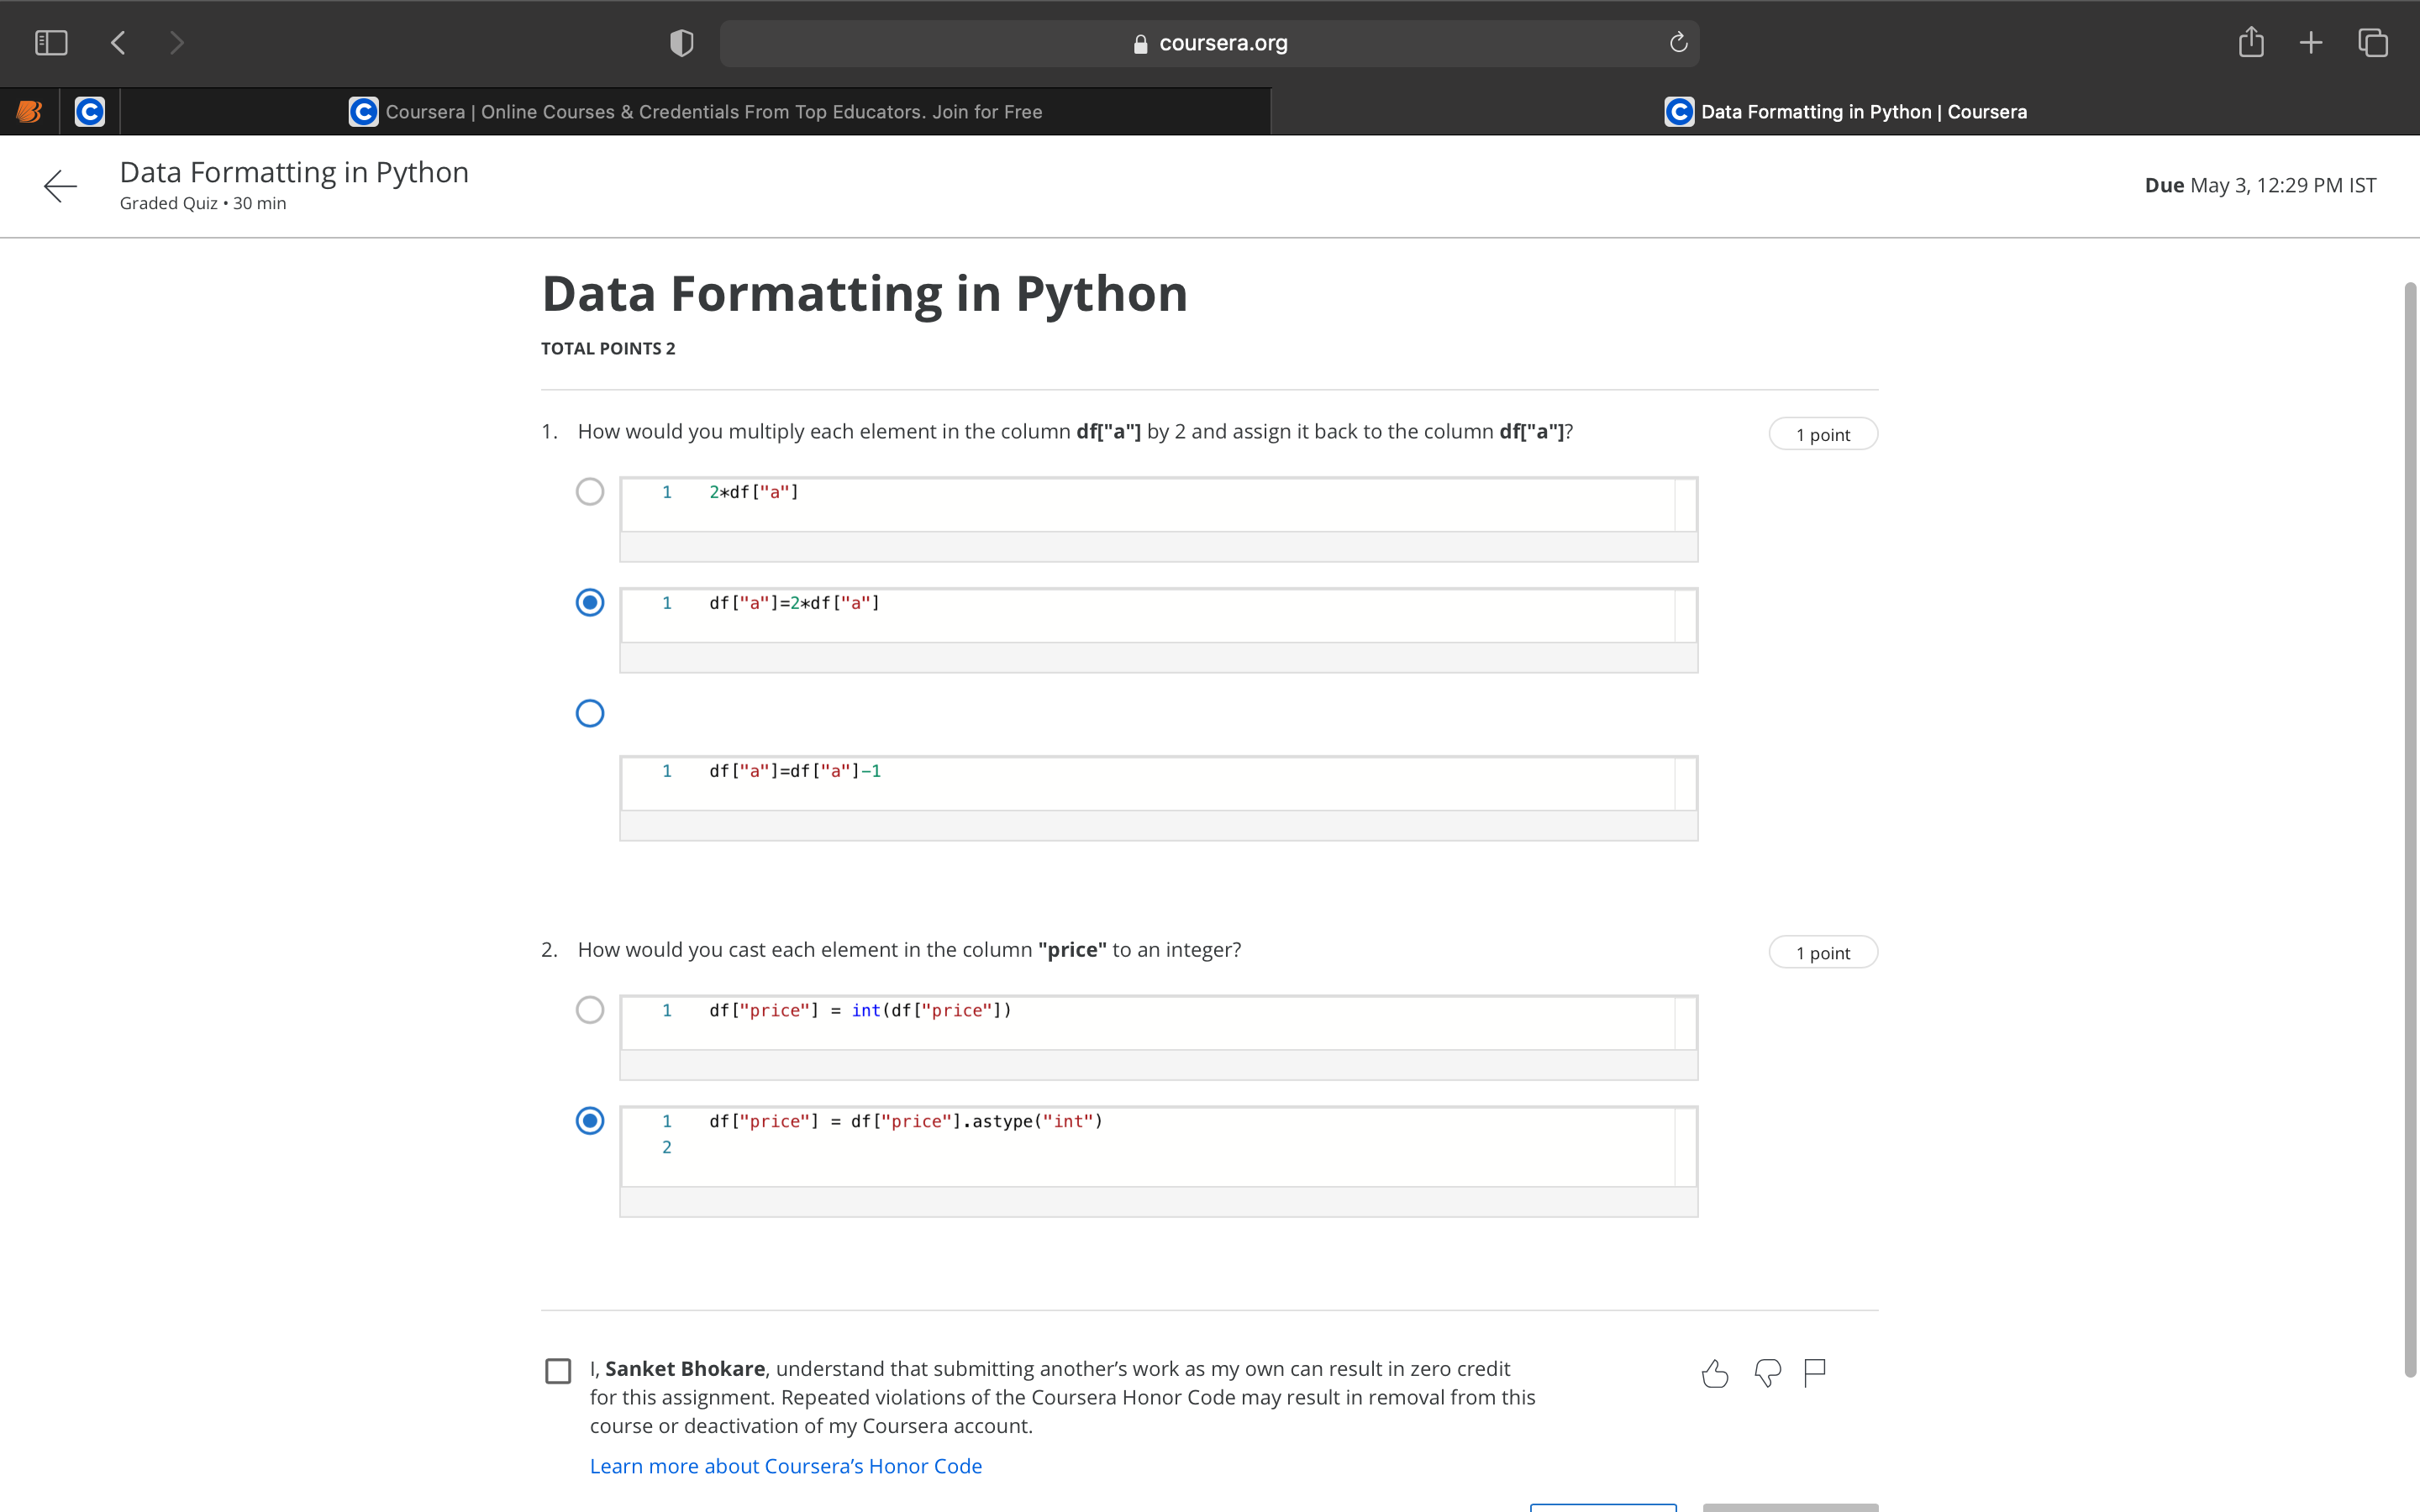 coursera.org
Coursera | Online Courses & Credentials From Top Educators. Join for Free
Data Formatting in Python | Coursera
Data Formatting in Python
Graded Quiz • 30 min
Due May 3, 12:29 PM IST
Data Formatting in Python
TOTAL POINTS 2
1. How would you multiply each element in the column df["a"] by 2 and assign it back to the column df["a"]?
1 point
1 2*df["a"]
1 df["a"]=2*df["a"]
1 df["a"]=df["a"]-1
2. How would you cast each element in the column "price" to an integer?
1 point
1 df["price"] = int(df["price"])
1 df["price"] = df["price"].astype("int")
2
I, Sanket Bhokare, understand that submitting another’s work as my own can result in zero credit
for this assignment. Repeated violations of the Coursera Honor Code may result in removal from this
course or deactivation of my Coursera account.
Learn more about Coursera’s Honor Code